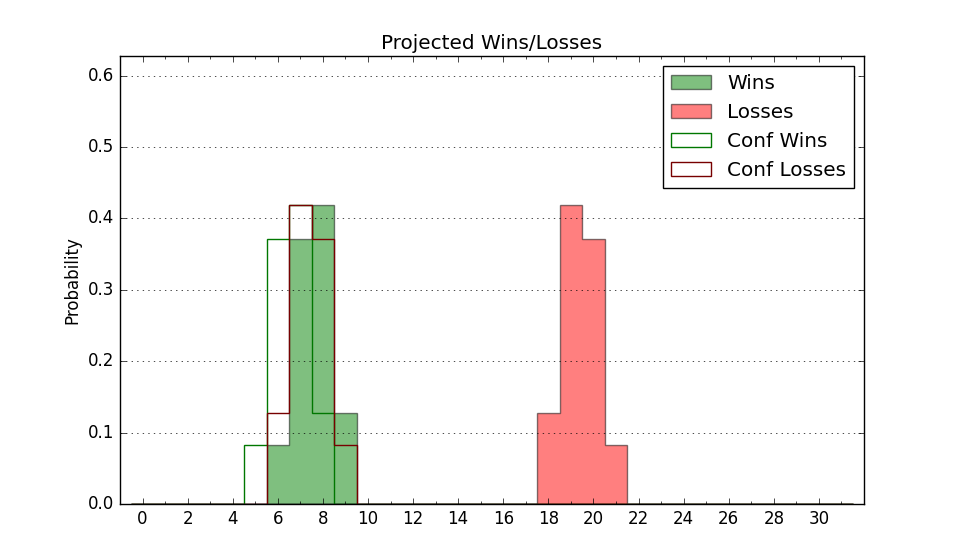 Projected Wins/Losses
0.6
0.5
0.4
0.3
0.2
0.1
0.0
Probability
Wins
Losses
Conf Wins
Conf Losses
0 2 4 6 8 10 12 14 16 18 20 22 24 26 28 30